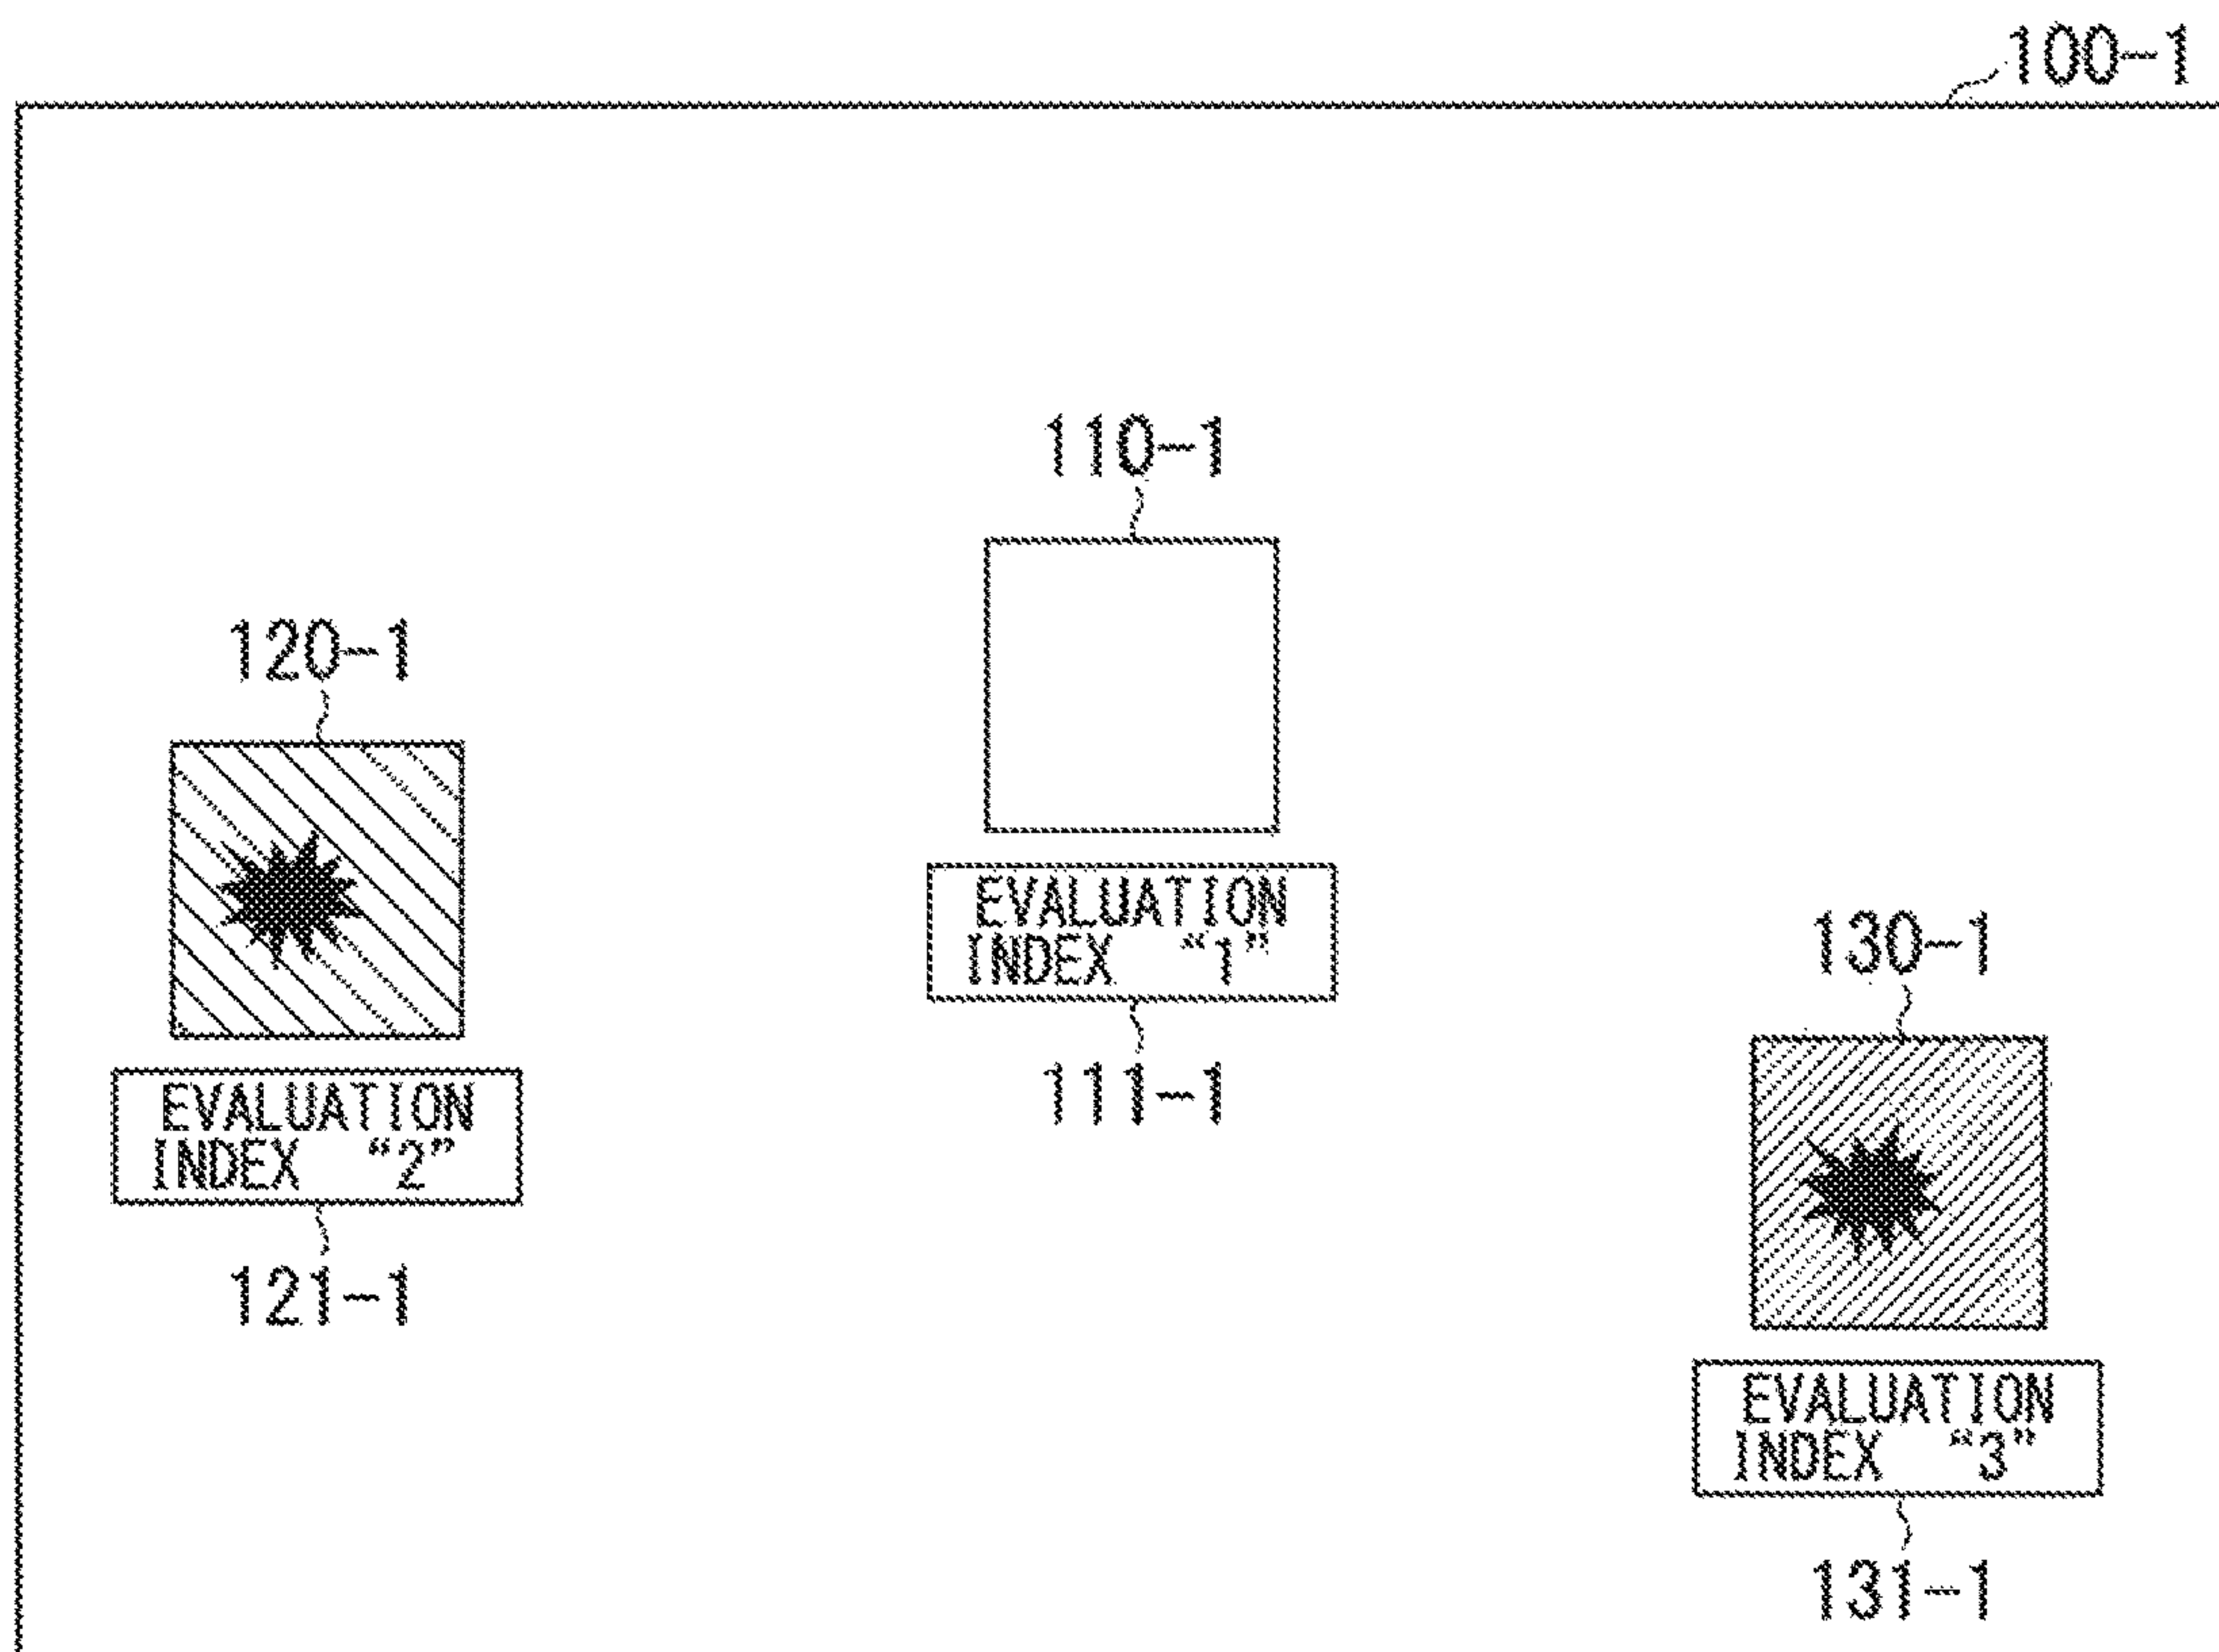 100-1
110-1
EVALUATION
INDEX "1"
111-1
120-1
EVALUATION
INDEX "2"
121-1
130-1
EVALUATION
INDEX "3"
131-1